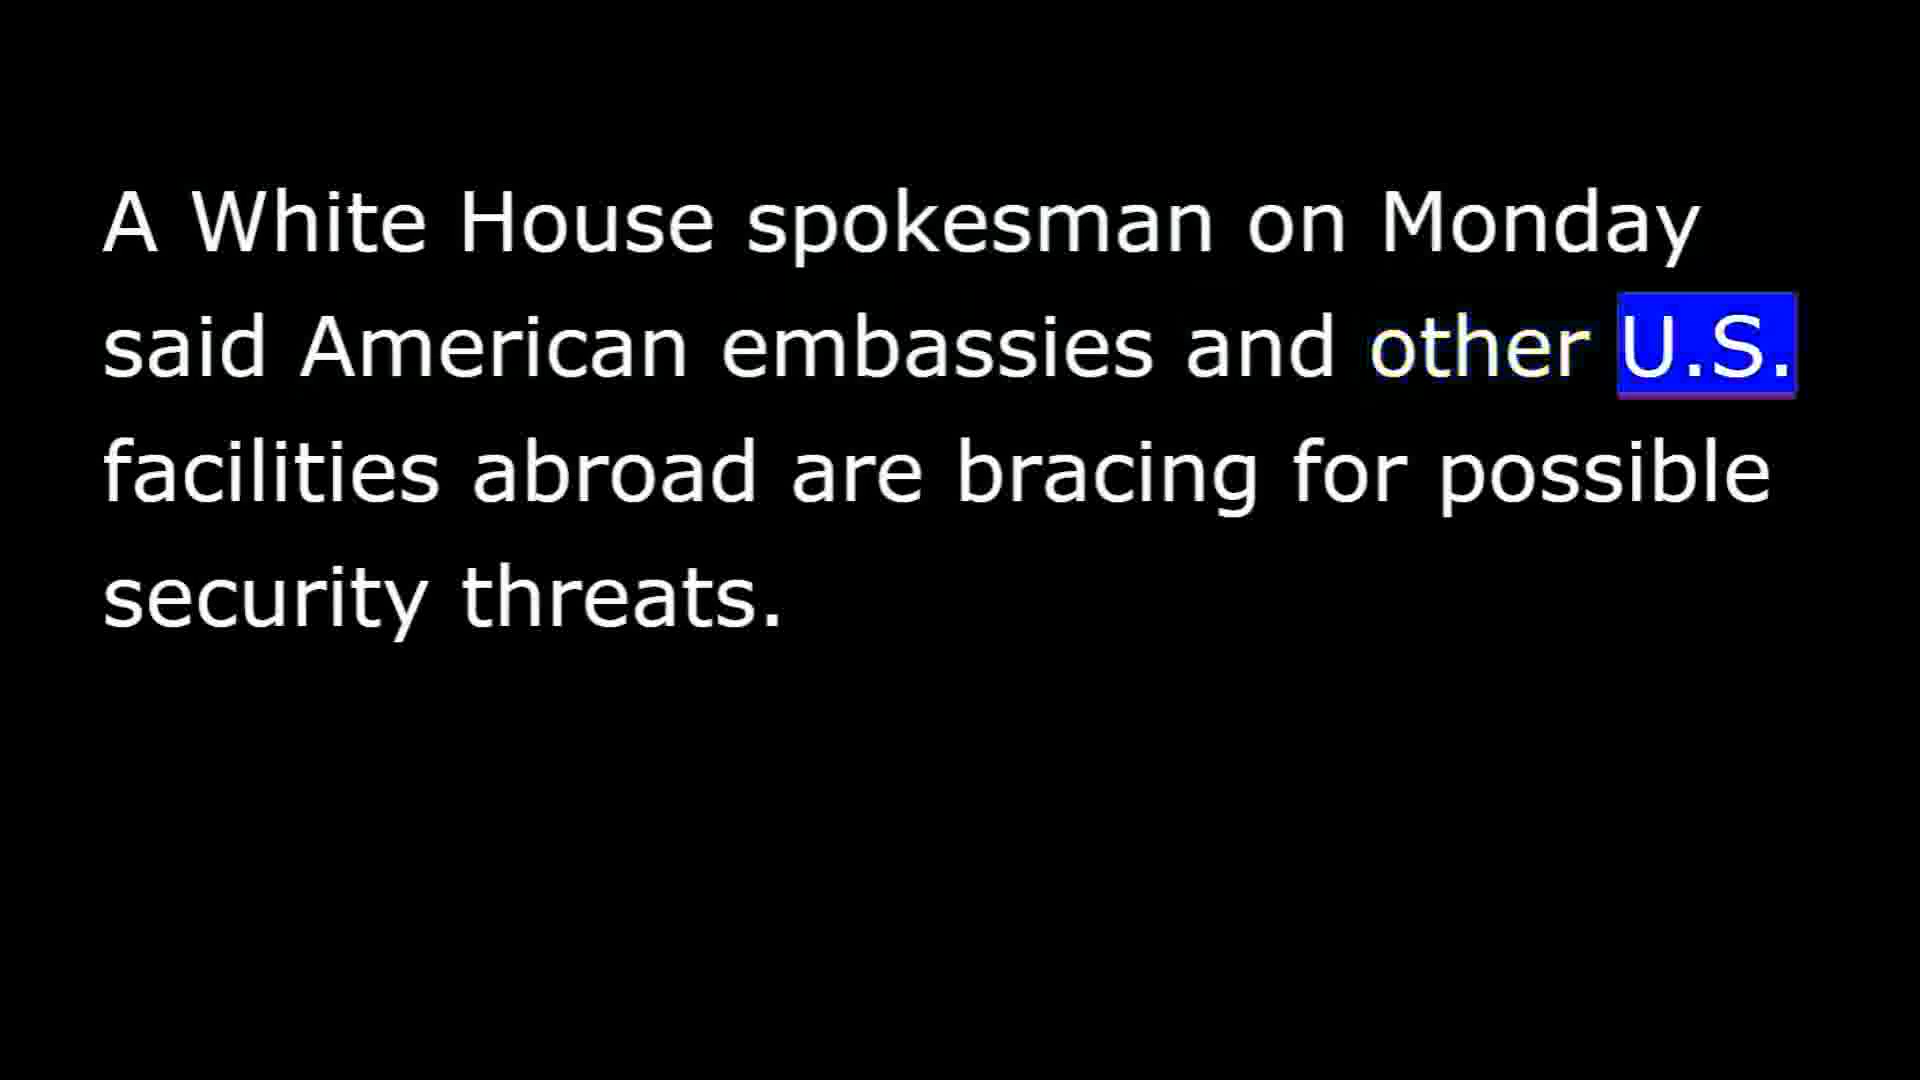 A White House spokesman on Monday
said American embassies and other U.S.
facilities abroad are bracing for possible
security threats.